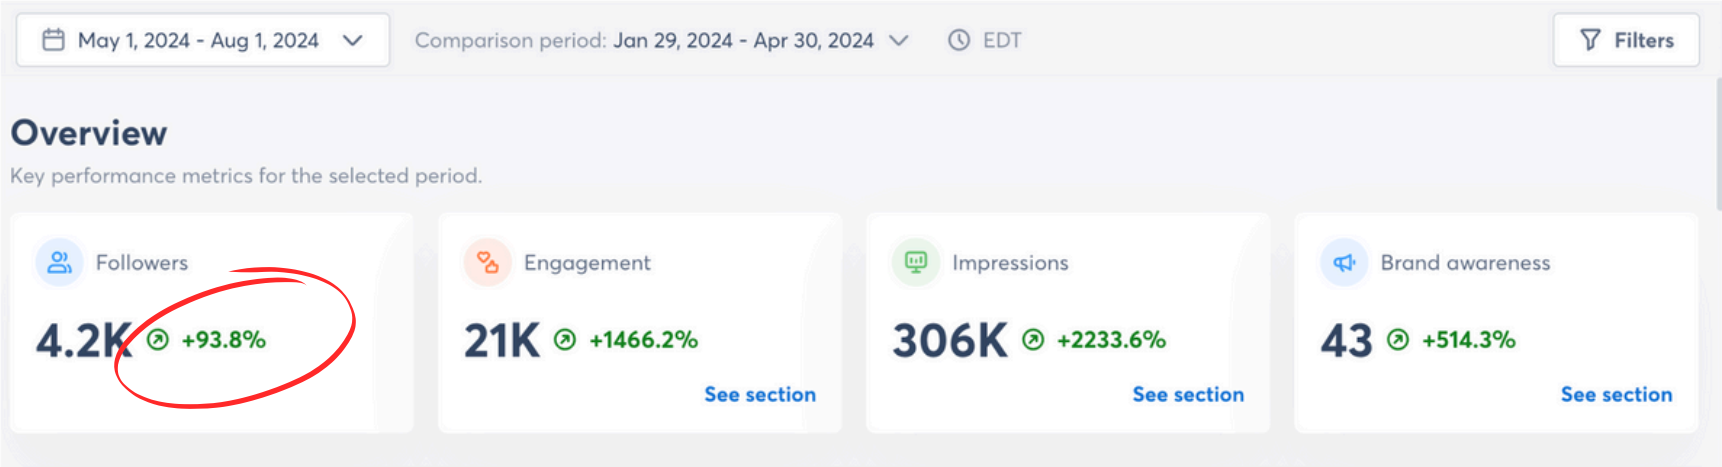 May 1, 2024 - Aug 1, 2024 Comparison period: Jan 29, 2024 - Apr 30, 2024 EDT Filters
Overview
Key performance metrics for the selected period.
Followers
4.2K +93.8%
Engagement
21K +1466.2%
See section
Impressions
306K +2233.6%
See section
Brand awareness
43 +514.3%
See section